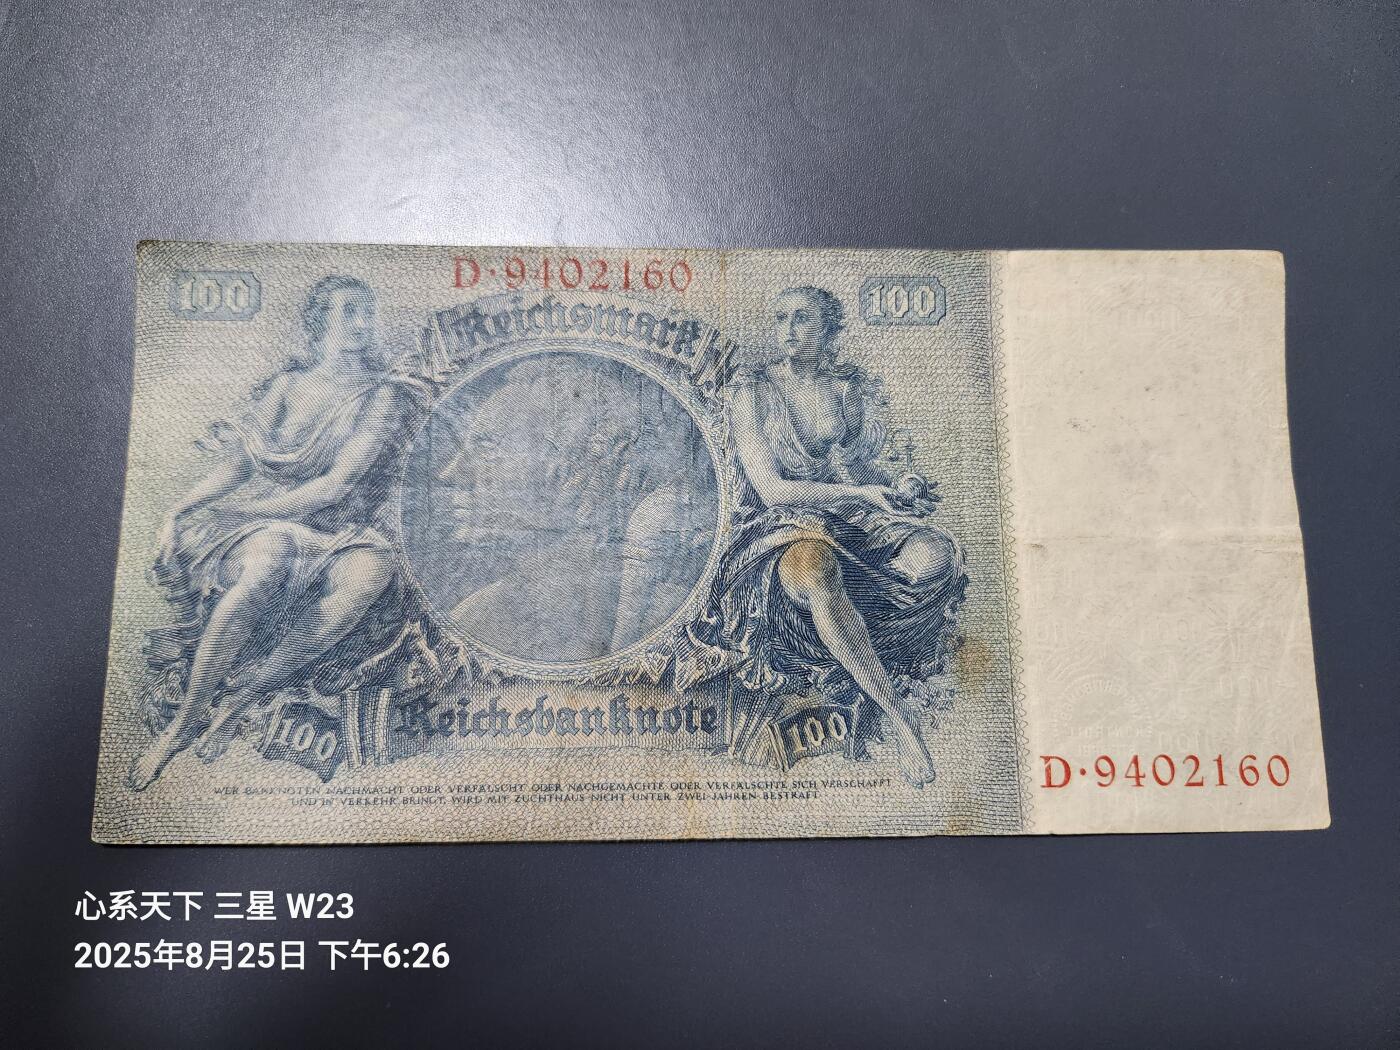 D·9402160
100
100
Reichsmark
Reichsbanknote
100
100
WER BANKNOTEN NACHMACHT ODER VERFÄLSCHT ODER NACHGEMACHTE ODER VERFÄLSCHTE SICH VERSCHAFFT
UND IN VERKEHR BRINGT, WIRD MIT ZUCHTHAUS NICHT UNTER ZWEI JAHREN BESTRAFT
D·9402160
心系天下 三星 W23
2025年8月25日 下午6:26